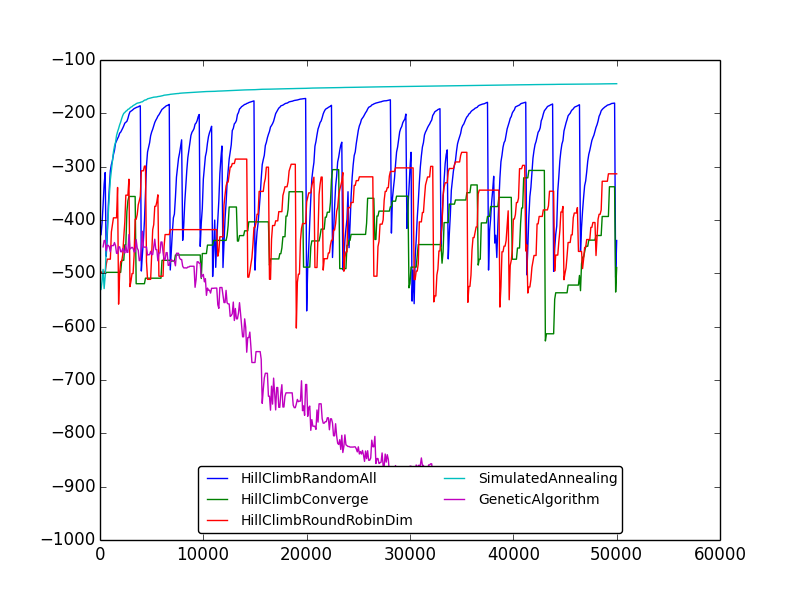 −100
−200
−300
−400
−500
−600
−700
−800
−900
−1000
0 10000 20000 30000 40000 50000 60000
HillClimbRandomAll SimulatedAnnealing
HillClimbConverge GeneticAlgorithm
HillClimbRoundRobinDim